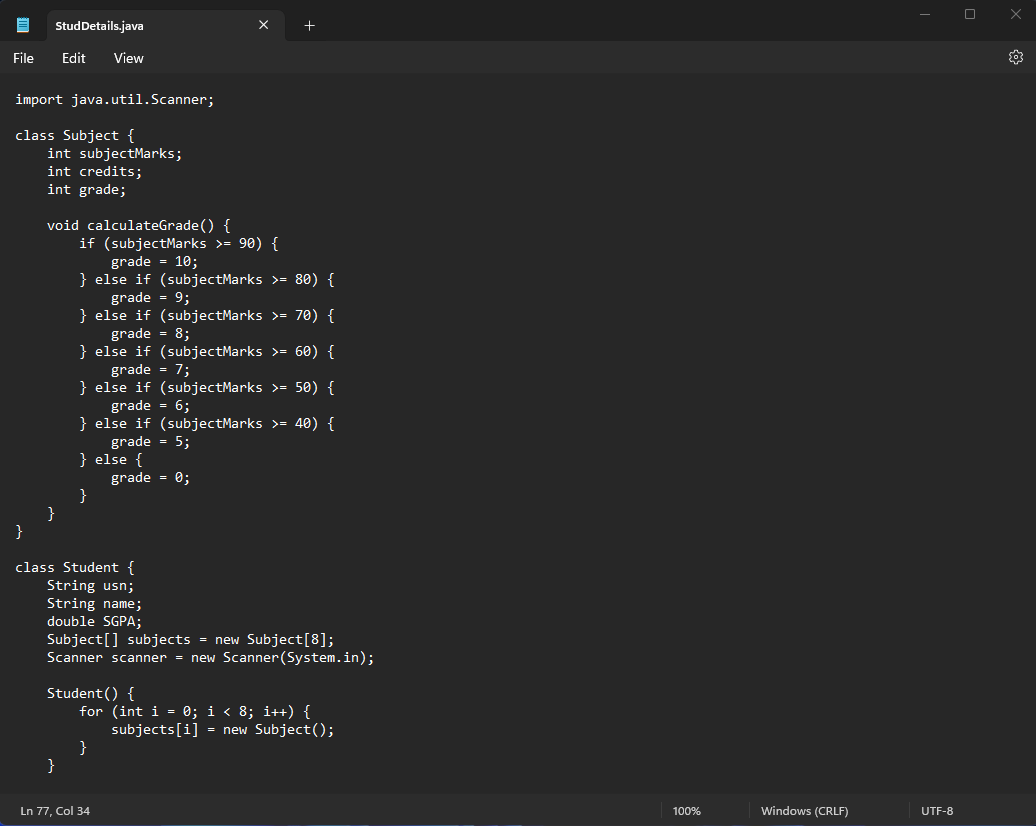 StudDetails.java
File Edit View
import java.util.Scanner;
class Subject {
    int subjectMarks;
    int credits;
    int grade;
    void calculateGrade() {
        if (subjectMarks >= 90) {
            grade = 10;
        } else if (subjectMarks >= 80) {
            grade = 9;
        } else if (subjectMarks >= 70) {
            grade = 8;
        } else if (subjectMarks >= 60) {
            grade = 7;
        } else if (subjectMarks >= 50) {
            grade = 6;
        } else if (subjectMarks >= 40) {
            grade = 5;
        } else {
            grade = 0;
        }
    }
}
class Student {
    String usn;
    String name;
    double SGPA;
    Subject[] subjects = new Subject[8];
    Scanner scanner = new Scanner(System.in);
    Student() {
        for (int i = 0; i < 8; i++) {
            subjects[i] = new Subject();
        }
    }
Ln 77, Col 34 100% Windows (CRLF) UTF-8